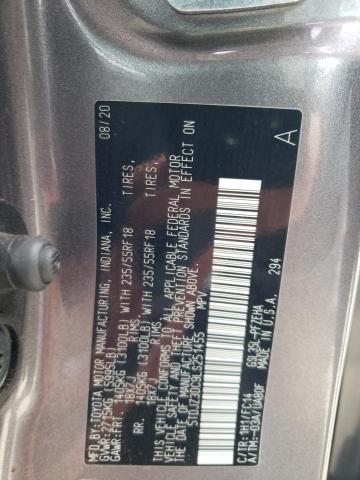 MFD. BY: TOYOTA MOTOR MANUFACTURING, INDIANA, INC. 08/20
GVWR: 2715KG (5985LB)
GAWR: FRT. 1405KG (3100LB) WITH 235/55RF18 TIRES,
18X7J RIMS
RR. 1405KG (3100LB) WITH 235/55RF18 TIRES,
18X7J RIMS
THIS VEHICLE CONFORMS TO ALL APPLICABLE FEDERAL MOTOR
VEHICLE SAFETY AND THEFT PREVENTION STANDARDS IN EFFECT ON
THE DATE OF MANUFACTURE SHOWN ABOVE.
MPV
A
C/TR:1H1/FC14
GSL30L-PFZEHA
MADE IN U.S.A. 294